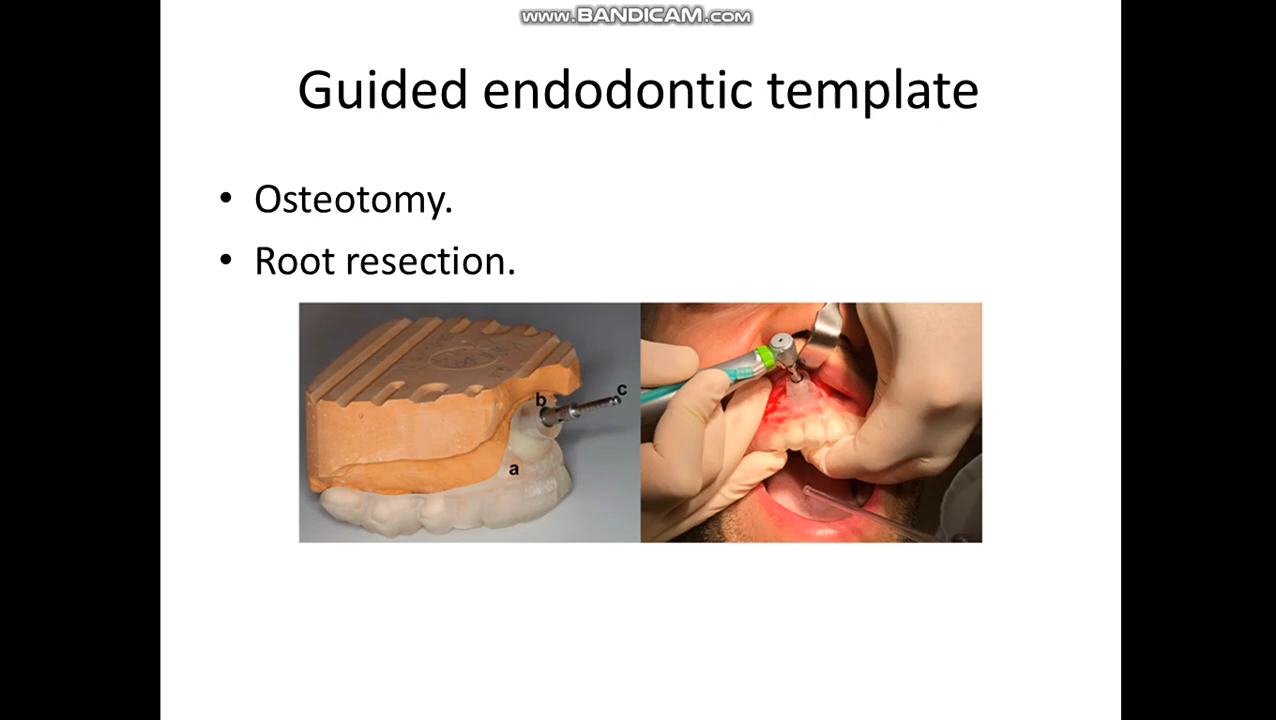 www.BANDICAM.com
Guided endodontic template
• Osteotomy.
• Root resection.
b
c
a